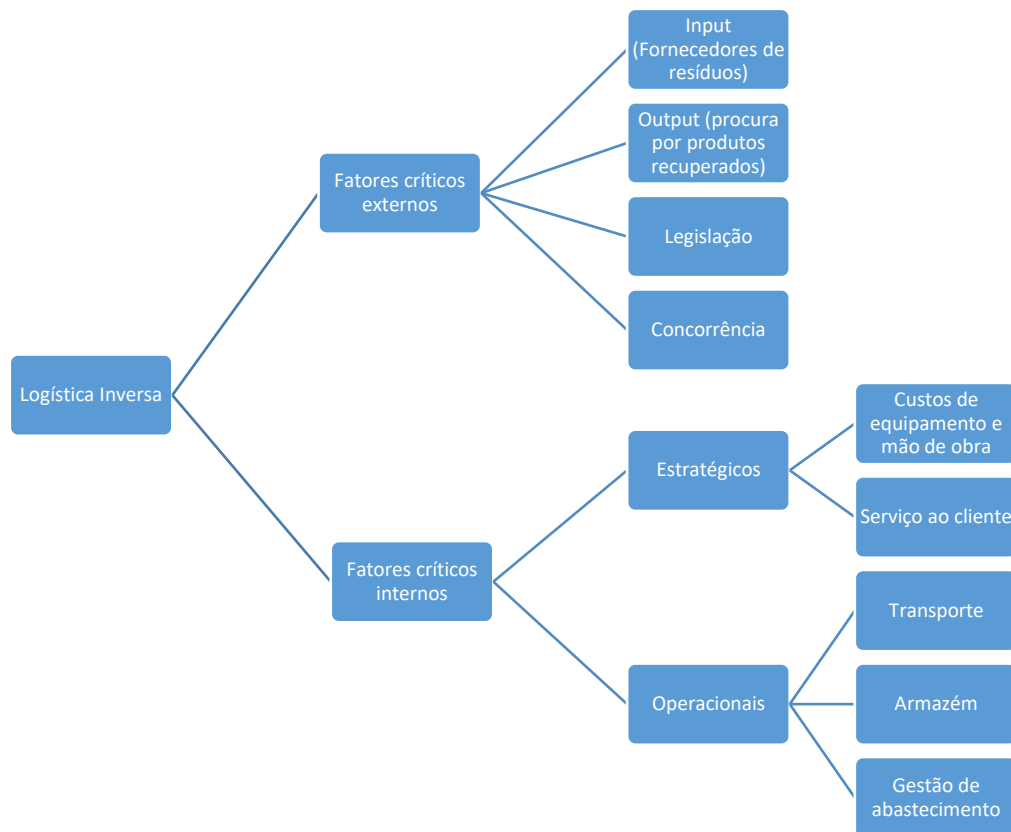 Logística Inversa
Fatores críticos
externos
Input
(Fornecedores de
resíduos)
Output (procura
por produtos
recuperados)
Legislação
Concorrência
Fatores críticos
internos
Estratégicos
Custos de
equipamento e
mão de obra
Serviço ao cliente
Operacionais
Transporte
Armazém
Gestão de
abastecimento